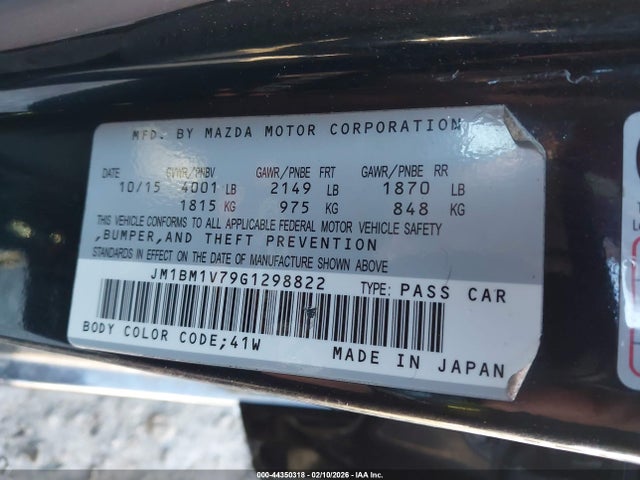 MFD. BY MAZDA MOTOR CORPORATION
DATE GVWR/PNBV GAWR/PNBE FRT GAWR/PNBE RR
10/15 4001 LB 2149 LB 1870 LB
1815 KG 975 KG 848 KG
THIS VEHICLE CONFORMS TO ALL APPLICABLE FEDERAL MOTOR VEHICLE SAFETY
,BUMPER,AND THEFT PREVENTION
STANDARDS IN EFFECT ON THE DATE OF MANUFACTURE SHOWN ABOVE
JM1BM1V79G1298822 TYPE: PASS CAR
BODY COLOR CODE;41W MADE IN JAPAN
000-44350318 - 02/10/2026 - IAA Inc.